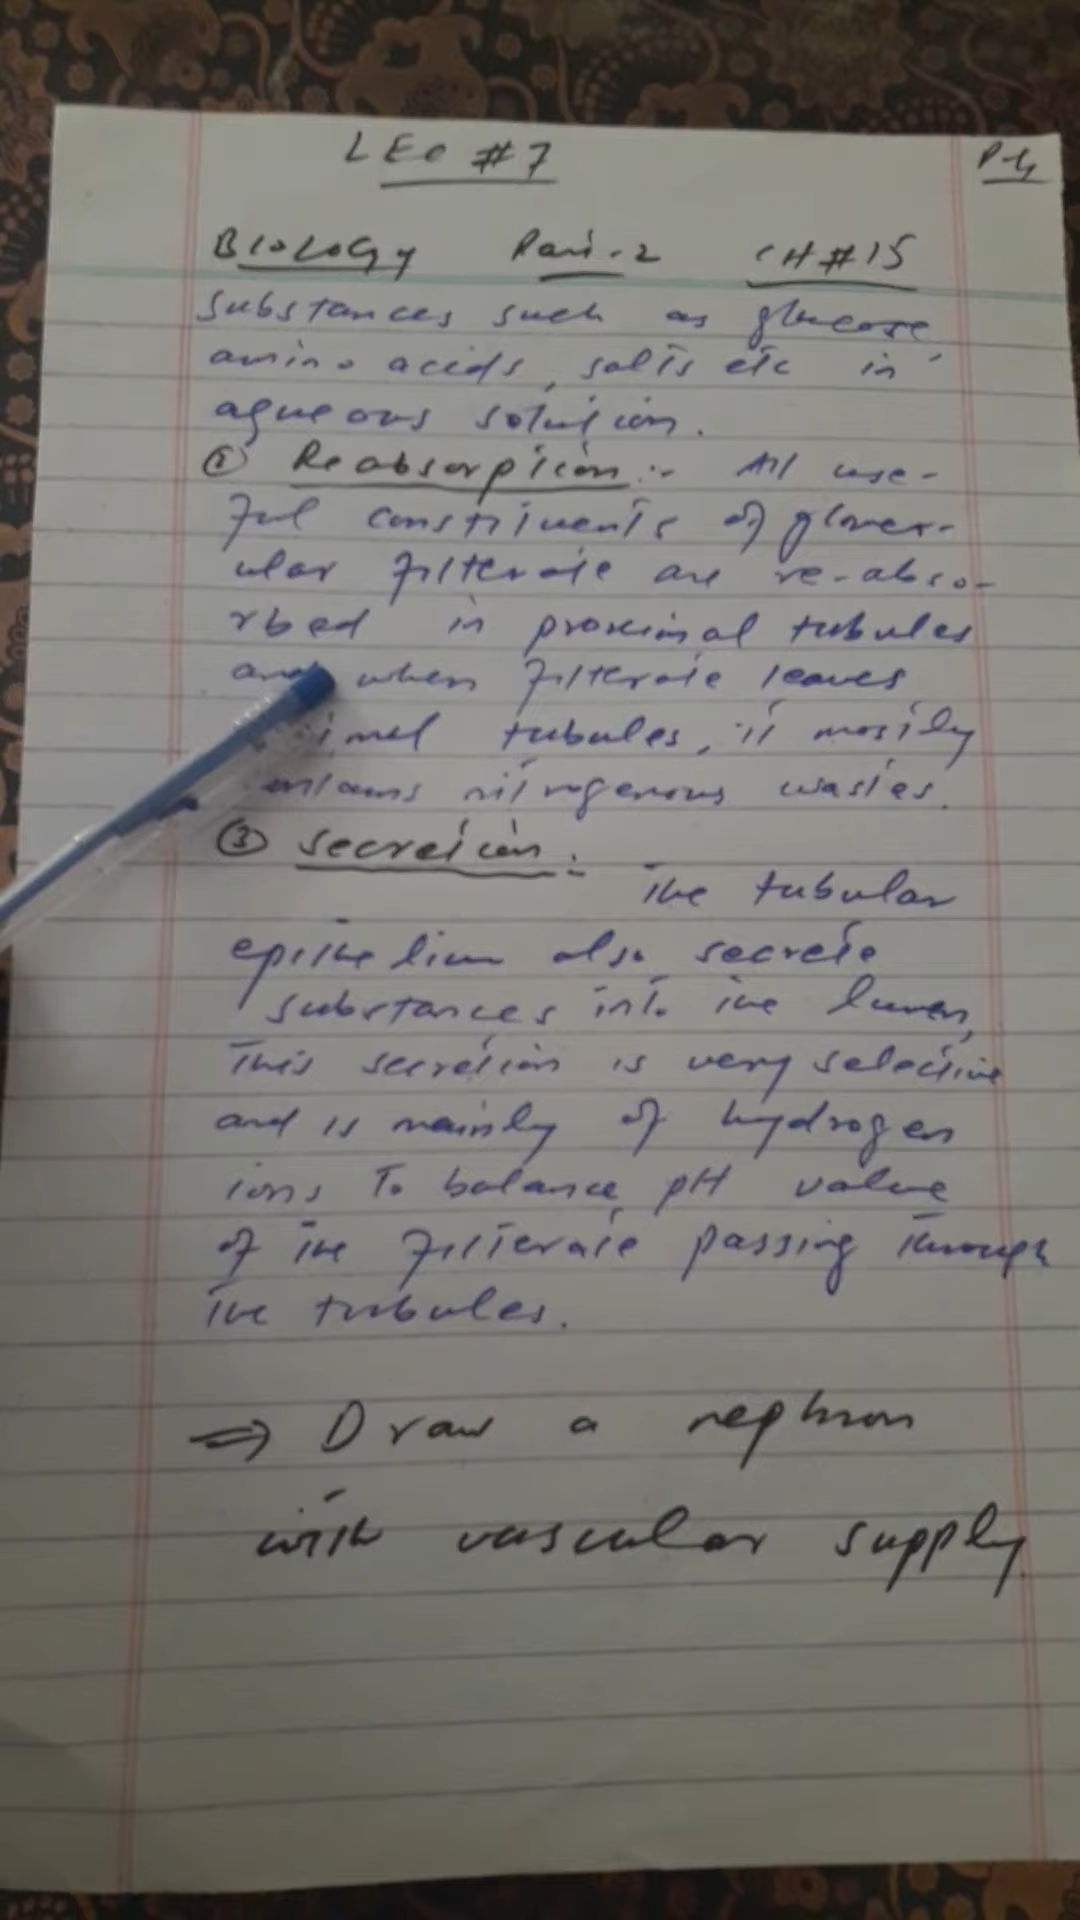 LEC #7
P-4
BIOLOGY Part-2 CH#15
substances such as glucose,
amino acids, salts etc in
aqueous solution.
② Reabsorption:- All use-
ful constituents of glomer-
ular filterate are re-abso-
rbed in proximal tubules
and when filterate leaves
imal tubules, it mostly
ntains nitrogenous wastes.
③ Secretion:
The tubular
epithelium also secrete
substances into the lumen,
This secretion is very selective
and is mainly of hydrogen
ions To balance pH value
of the filterate passing through
the tubules.
⇒ Draw a nephron
with vascular supply